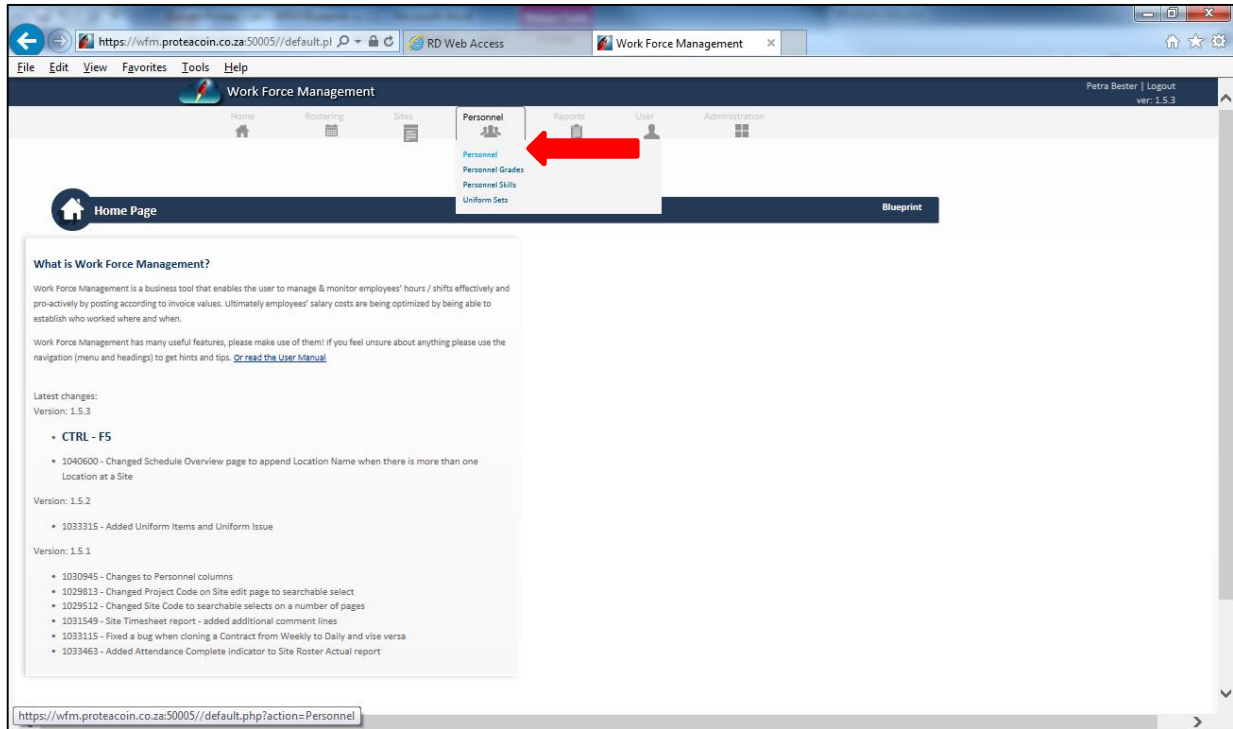 https://wfm.proteacoin.co.za:50005//default.pl
RD Web Access
Work Force Management
File Edit View Favorites Tools Help
Work Force Management
Petra Bester | Logout
ver: 1.5.3
Home Rostering Sites Personnel Reports User Administration
Personnel
Personnel Grades
Personnel Skills
Uniform Sets
Home Page
Blueprint
What is Work Force Management?
Work Force Management is a business tool that enables the user to manage & monitor employees' hours / shifts effectively and
pro-actively by posting according to invoice values. Ultimately employees' salary costs are being optimized by being able to
establish who worked where and when.
Work Force Management has many useful features, please make use of them! If you feel unsure about anything please use the
navigation (menu and headings) to get hints and tips. Or read the User Manual
Latest changes:
Version: 1.5.3
• CTRL - F5
• 1040600 - Changed Schedule Overview page to append Location Name when there is more than one
Location at a Site
Version: 1.5.2
• 1033315 - Added Uniform Items and Uniform Issue
Version: 1.5.1
• 1030945 - Changes to Personnel columns
• 1029813 - Changed Project Code on Site edit page to searchable select
• 1029512 - Changed Site Code to searchable selects on a number of pages
• 1031549 - Site Timesheet report - added additional comment lines
• 1033115 - Fixed a bug when cloning a Contract from Weekly to Daily and vise versa
• 1033463 - Added Attendance Complete indicator to Site Roster Actual report
https://wfm.proteacoin.co.za:50005//default.php?action=Personnel